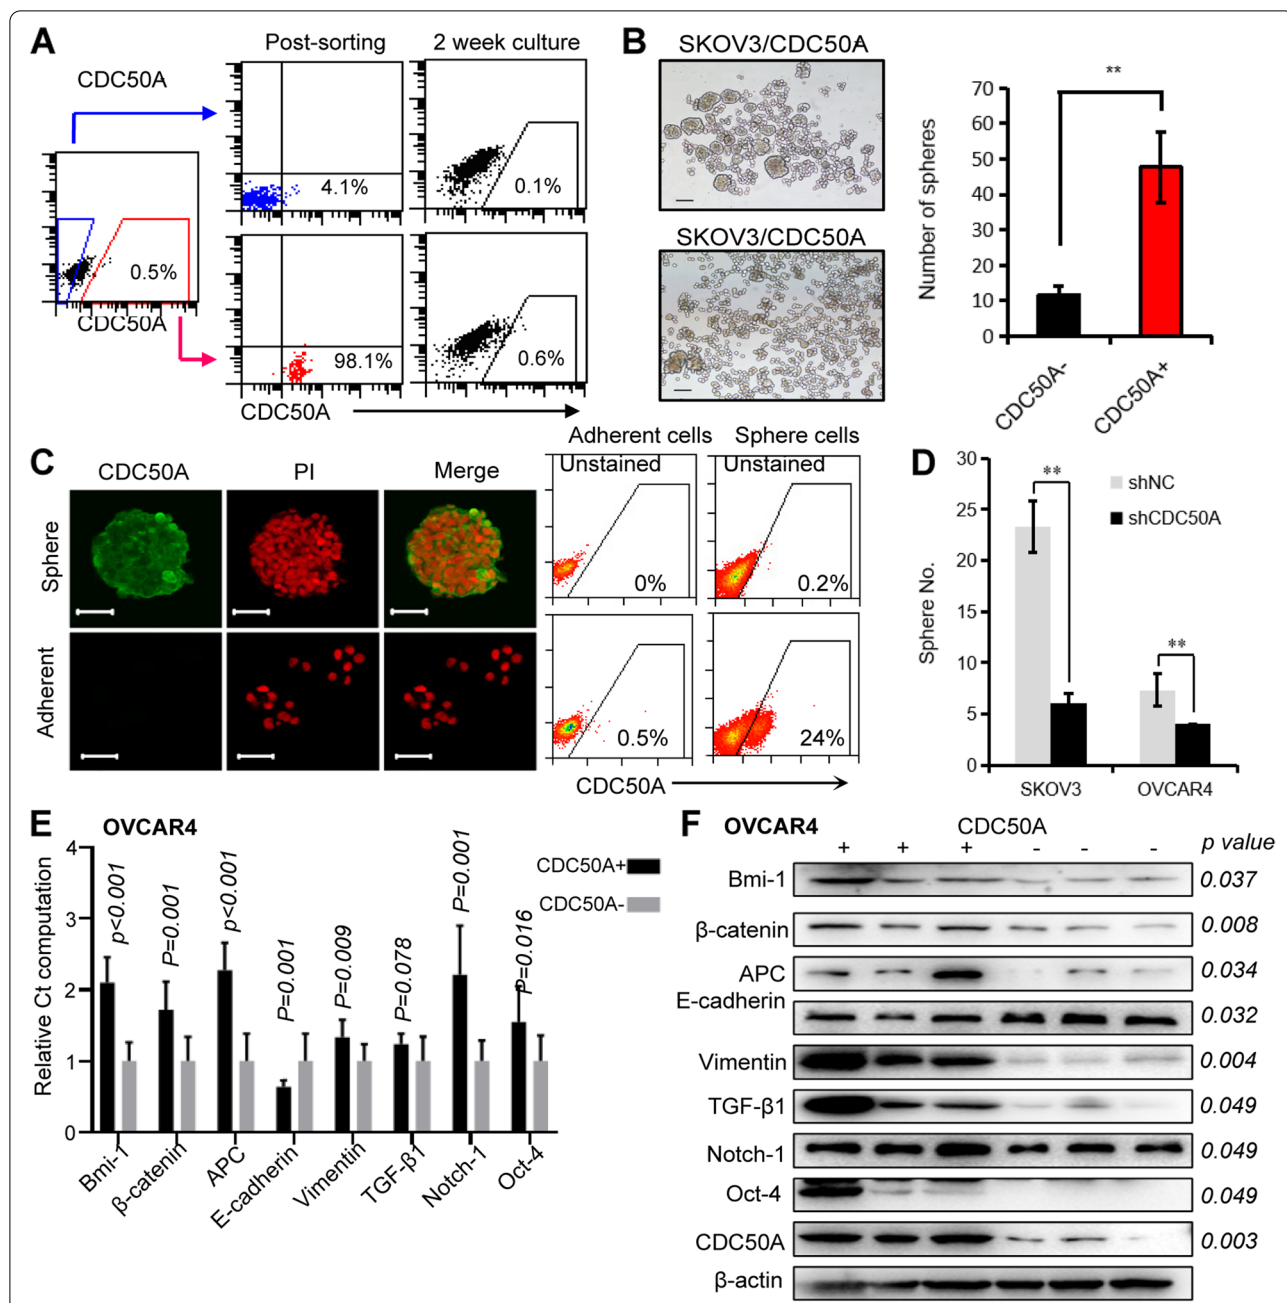 A
Post-sorting
2 week culture
CDC50A
4.1%
0.1%
0.5%
CDC50A
98.1%
0.6%
CDC50A
B
SKOV3/CDC50A
SKOV3/CDC50A
**
Number of spheres
70
60
50
40
30
20
10
0
CDC50A-
CDC50A+
C
CDC50A
PI
Merge
Sphere
Adherent
Adherent cells
Sphere cells
Unstained
Unstained
0%
0.2%
0.5%
24%
CDC50A
D
Sphere No.
30
25
20
15
10
5
0
**
**
shNC
shCDC50A
SKOV3
OVCAR4
E
OVCAR4
Relative Ct computation
4
3
2
1
0
p<0.001
P=0.001
p<0.001
P=0.001
P=0.009
P=0.078
P=0.001
P=0.016
CDC50A+
CDC50A-
Bmi-1
β-catenin
APC
E-cadherin
Vimentin
TGF-β1
Notch-1
Oct-4
F
OVCAR4
CDC50A
+ + + - - -
p value
Bmi-1 0.037
β-catenin 0.008
APC 0.034
E-cadherin 0.032
Vimentin 0.004
TGF-β1 0.049
Notch-1 0.049
Oct-4 0.049
CDC50A 0.003
β-actin